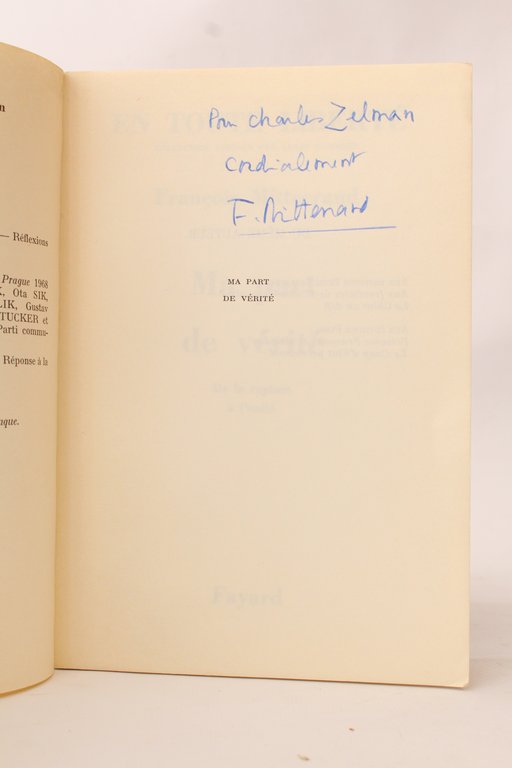 n
— Réflexions
Prague 1968
K, Ota SIK,
LIK, Gustav
TUCKER et
Parti commu-
Réponse à la
que.
Pour Charles Zelman
cordialement
F. Mitterrand
MA PART
DE VÉRITÉ
Fayard